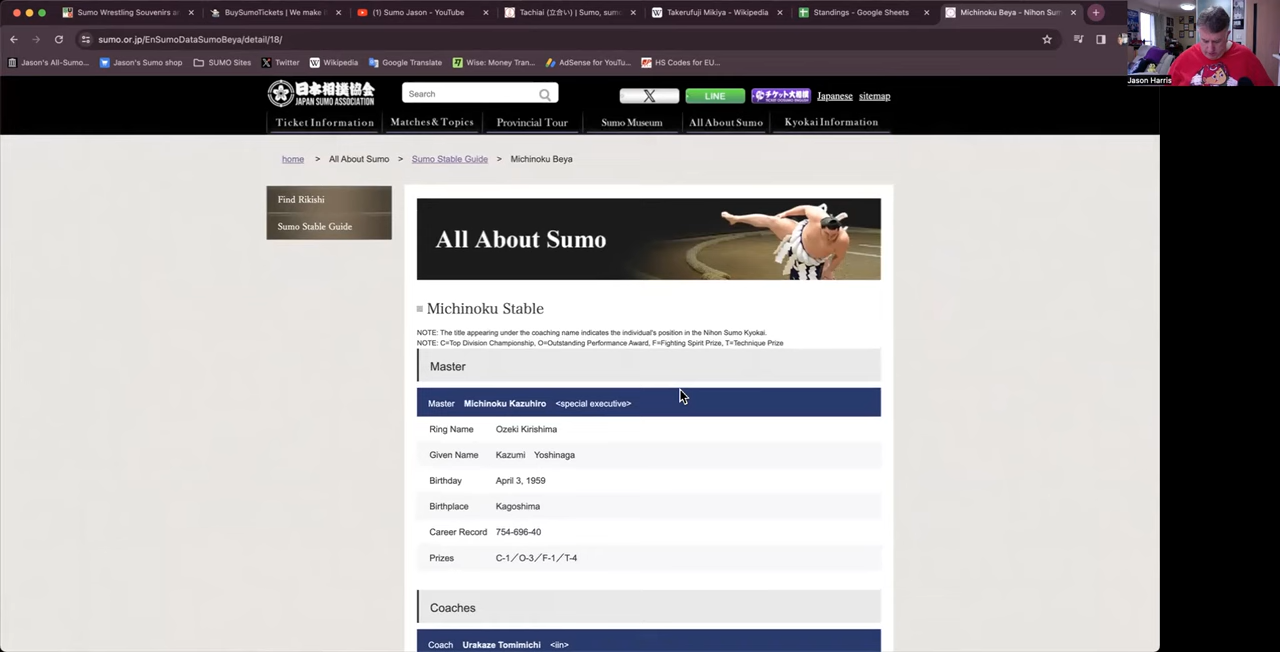 Sumo Wrestling Souvenirs a
BuySumoTickets | We make
(1) Sumo Jason - YouTube
Tachiai (立合い) | Sumo, sum
Takerufuji Mikiya - Wikipedia
Standings - Google Sheets
Michinoku Beya - Nihon Sum
sumo.or.jp/EnSumoDataSumoBeya/detail/18/
Jason's All-Sumo...
Jason's Sumo shop
SUMO Sites
Twitter
Wikipedia
Google Translate
Wise: Money Tran...
AdSense for YouTu...
HS Codes for EU...
Jason Harris
日本相撲協会
JAPAN SUMO ASSOCIATION
Search
X
LINE
チケット大相撲
Japanese
sitemap
Ticket Information
Matches & Topics
Provincial Tour
Sumo Museum
All About Sumo
Kyokai Information
home > All About Sumo > Sumo Stable Guide > Michinoku Beya
Find Rikishi
Sumo Stable Guide
All About Sumo
Michinoku Stable
NOTE: The title appearing under the coaching name indicates the individual's position in the Nihon Sumo Kyokai.
NOTE: C=Top Division Championship, O=Outstanding Performance Award, F=Fighting Spirit Prize, T=Technique Prize
Master
Master Michinoku Kazuhiro <special executive>
Ring Name Ozeki Kirishima
Given Name Kazumi Yoshinaga
Birthday April 3, 1959
Birthplace Kagoshima
Career Record 754-696-40
Prizes C-1／O-3／F-1／T-4
Coaches
Coach Urakaze Tomimichi <iin>